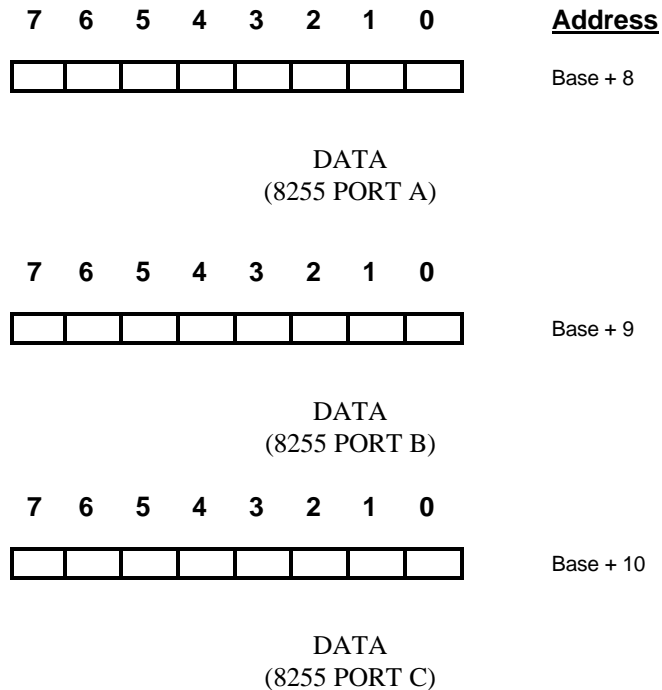 7 6 5 4 3 2 1 0 Address
Base + 8
DATA
(8255 PORT A)
7 6 5 4 3 2 1 0
Base + 9
DATA
(8255 PORT B)
7 6 5 4 3 2 1 0
Base + 10
DATA
(8255 PORT C)